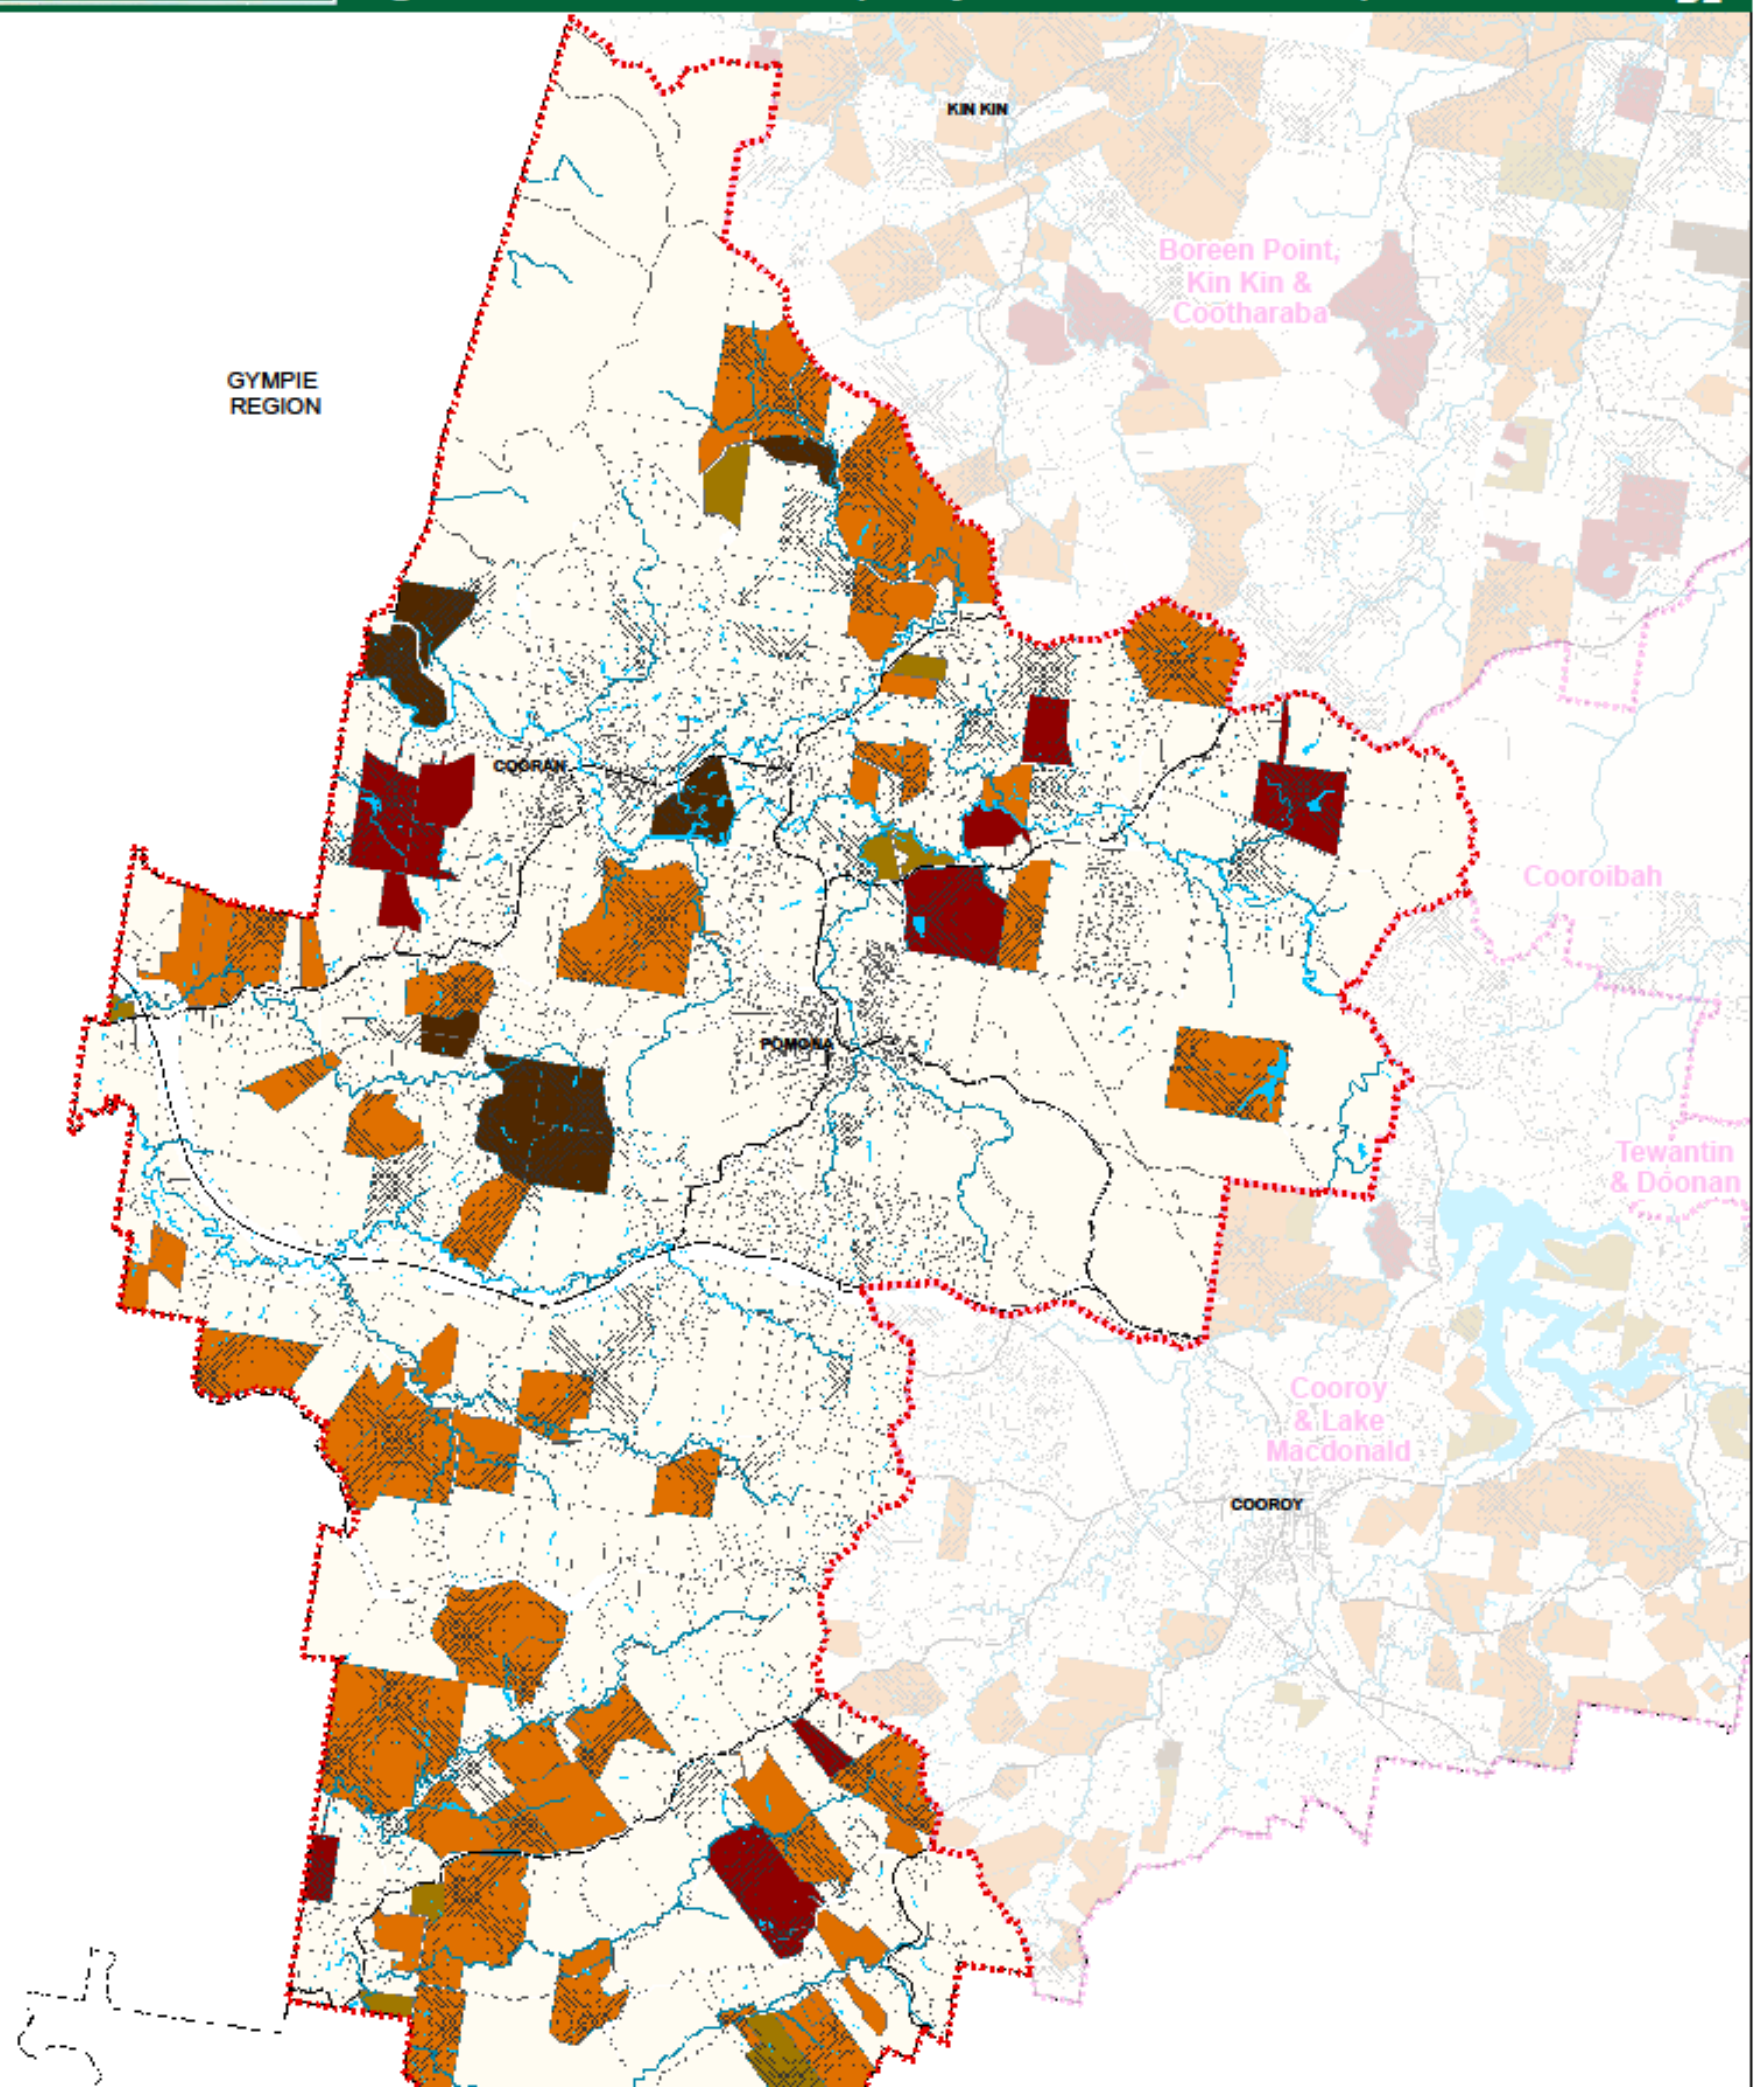 KIN KIN
Boreen Point,
Kin Kin &
Cootharaba
GYMPIE
REGION
COORAN
Cooroibah
POMONA
Tewantin
& Doonan
Cooroy
& Lake
Macdonald
COOROY